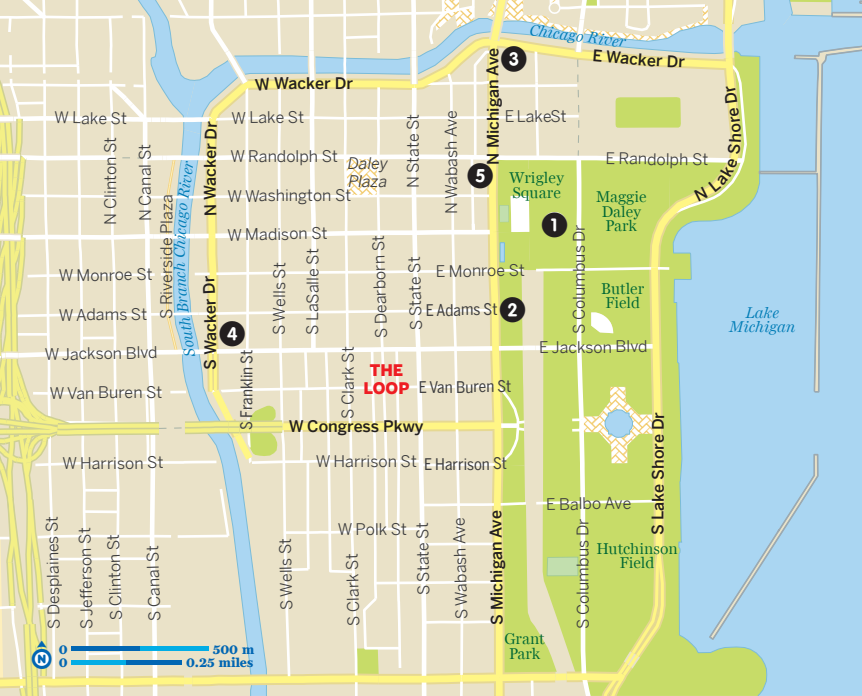 Chicago River
3
E Wacker Dr
W Wacker Dr
N Michigan Ave
N Lake Shore Dr
W Lake St
W Lake St
E LakeSt
N Wacker Dr
N Clinton St
N Canal St
N State St
N Wabash Ave
W Randolph St
E Randolph St
Daley
Plaza
5
Wrigley
Square
W Washington St
Maggie
Daley
Park
1
S Riverside Plaza
South Branch Chicago River
W Madison St
S Columbus Dr
W Monroe St
S Wacker Dr
S Wells St
S LaSalle St
S Dearborn St
S State St
E Monroe St
Butler
Field
W Adams St
E Adams St
2
Lake
Michigan
4
W Jackson Blvd
E Jackson Blvd
S Franklin St
S Clark St
THE
LOOP
W Van Buren St
E Van Buren St
W Congress Pkwy
S Lake Shore Dr
W Harrison St
W Harrison St
E Harrison St
E Balbo Ave
S Desplaines St
S Jefferson St
S Clinton St
S Canal St
S Wells St
W Polk St
S Clark St
S State St
S Wabash Ave
S Michigan Ave
S Columbus Dr
Hutchinson
Field
Grant
Park
N
0 500 m
0 0.25 miles